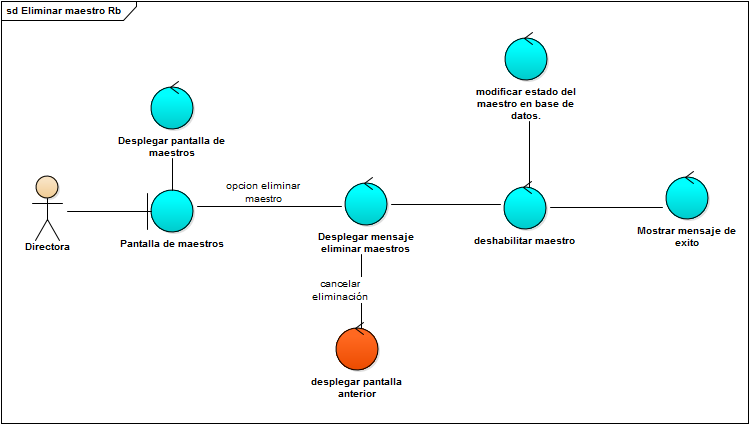 sd Eliminar maestro Rb
modificar estado del
maestro en base de
datos.
Desplegar pantalla de
maestros
opcion eliminar
maestro
Directora
Pantalla de maestros
Desplegar mensaje
eliminar maestros
deshabilitar maestro
Mostrar mensaje de
exito
cancelar
eliminación
desplegar pantalla
anterior